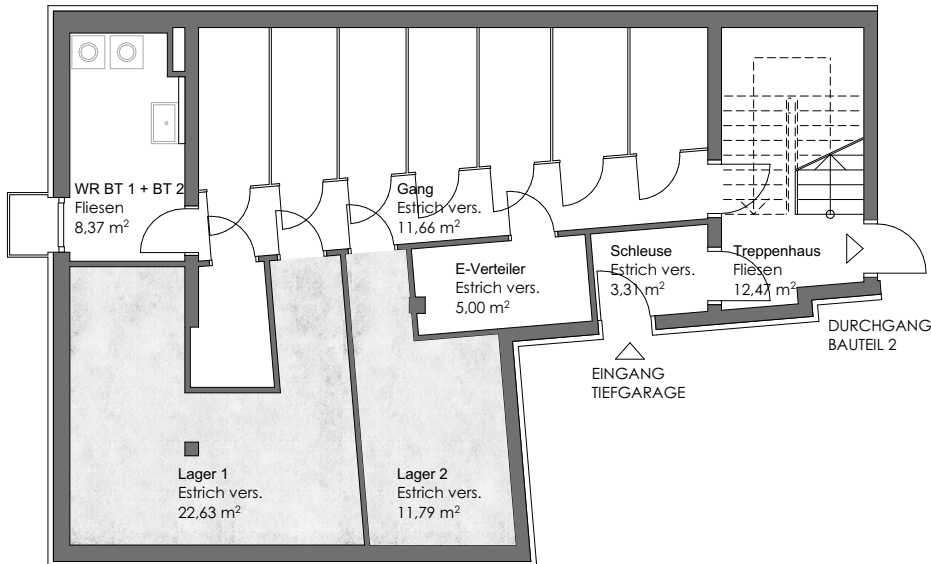 WR BT 1 + BT 2
Fliesen
8,37 m²
Gang
Estrich vers.
11,66 m²
E-Verteiler
Estrich vers.
5,00 m²
Schleuse
Estrich vers.
3,31 m²
Treppenhaus
Fliesen
12,47 m²
DURCHGANG
BAUTEIL 2
EINGANG
TIEFGARAGE
Lager 1
Estrich vers.
22,63 m²
Lager 2
Estrich vers.
11,79 m²